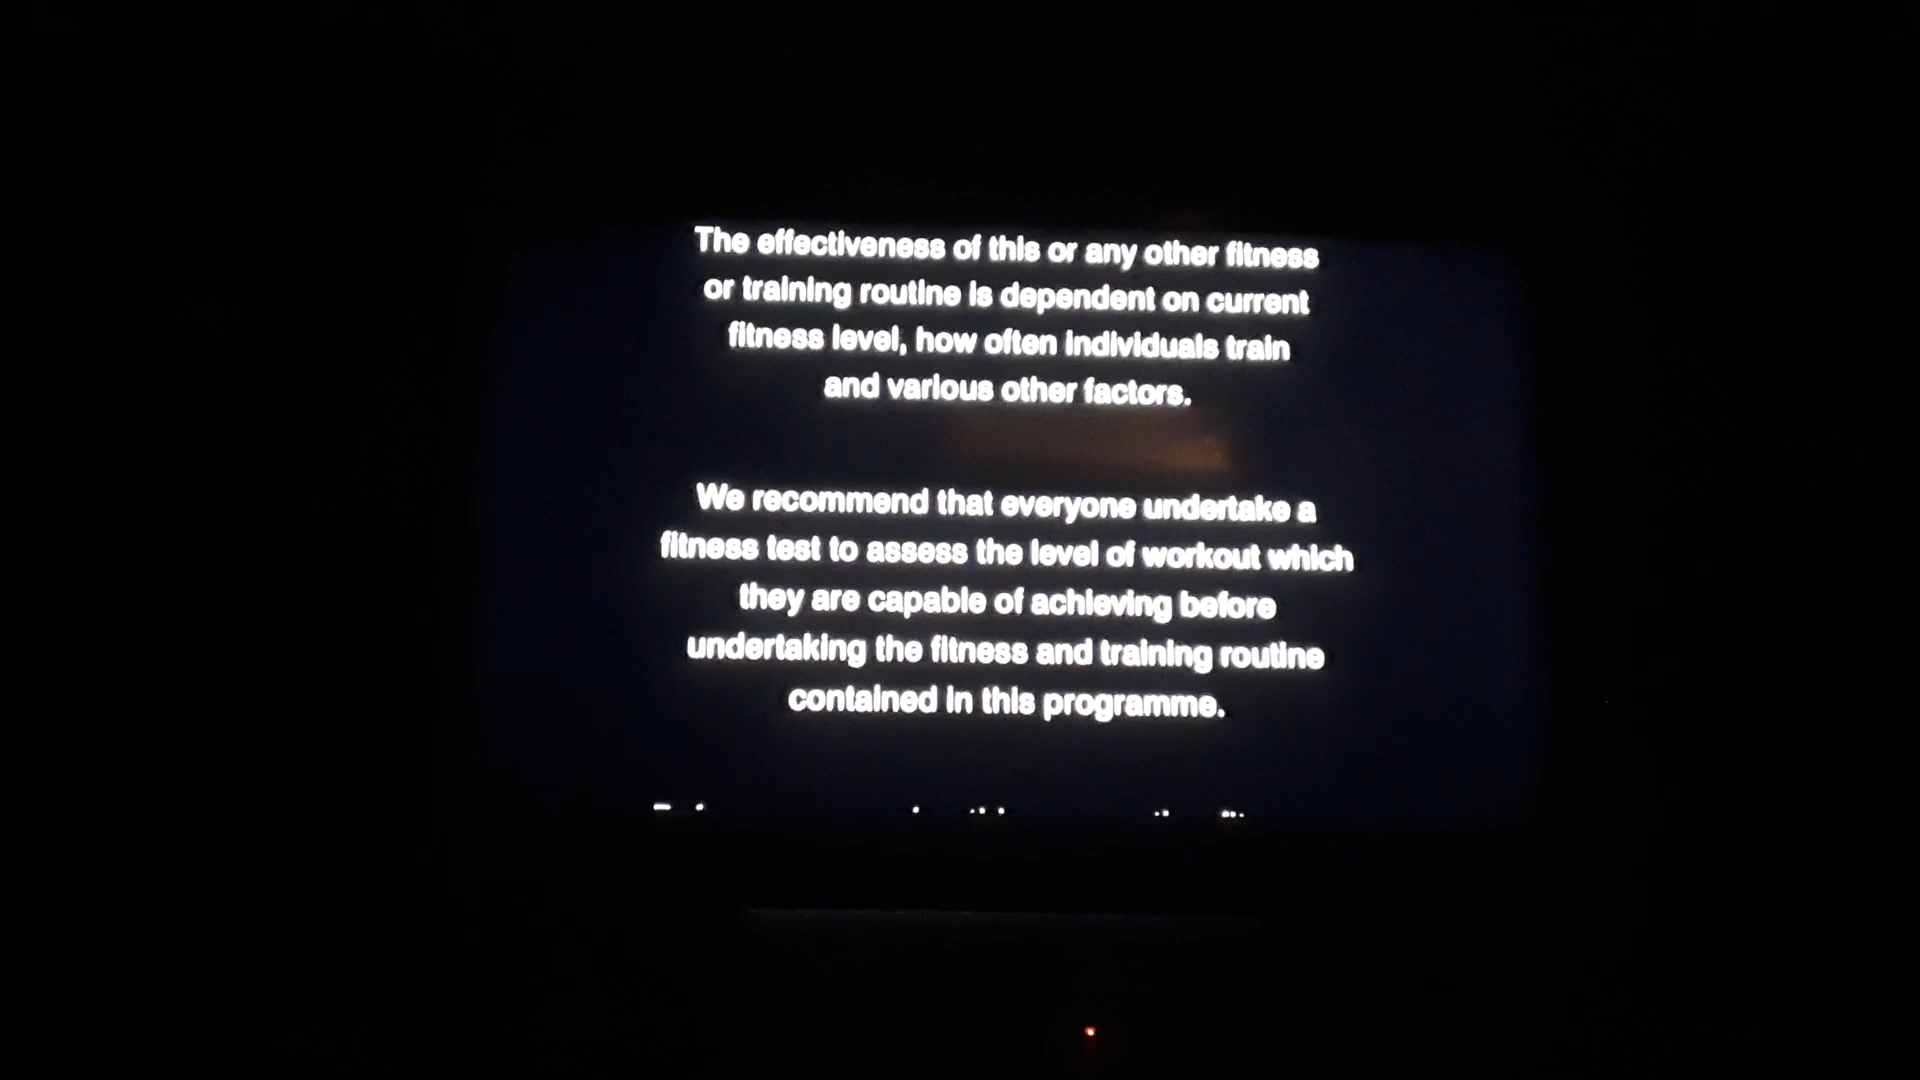 The effectiveness of this or any other fitness
or training routine is dependent on current
fitness level, how often individuals train
and various other factors.
We recommend that everyone undertake a
fitness test to assess the level of workout which
they are capable of achieving before
undertaking the fitness and training routine
contained in this programme.